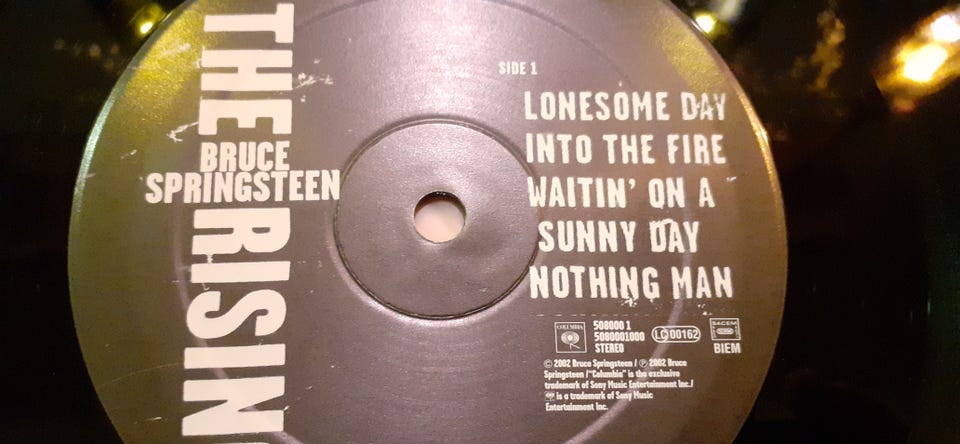 THE RISING
BRUCE
SPRINGSTEEN
SIDE 1
LONESOME DAY
INTO THE FIRE
WAITIN' ON A
SUNNY DAY
NOTHING MAN
COLUMBIA
508000 1
5080001000
STEREO
LC 00162
SACEM
BIEM
© 2002 Bruce Springsteen / ℗ 2002 Bruce
Springsteen / "Columbia" is the exclusive
trademark of Sony Music Entertainment Inc./
is a trademark of Sony Music
Entertainment Inc.